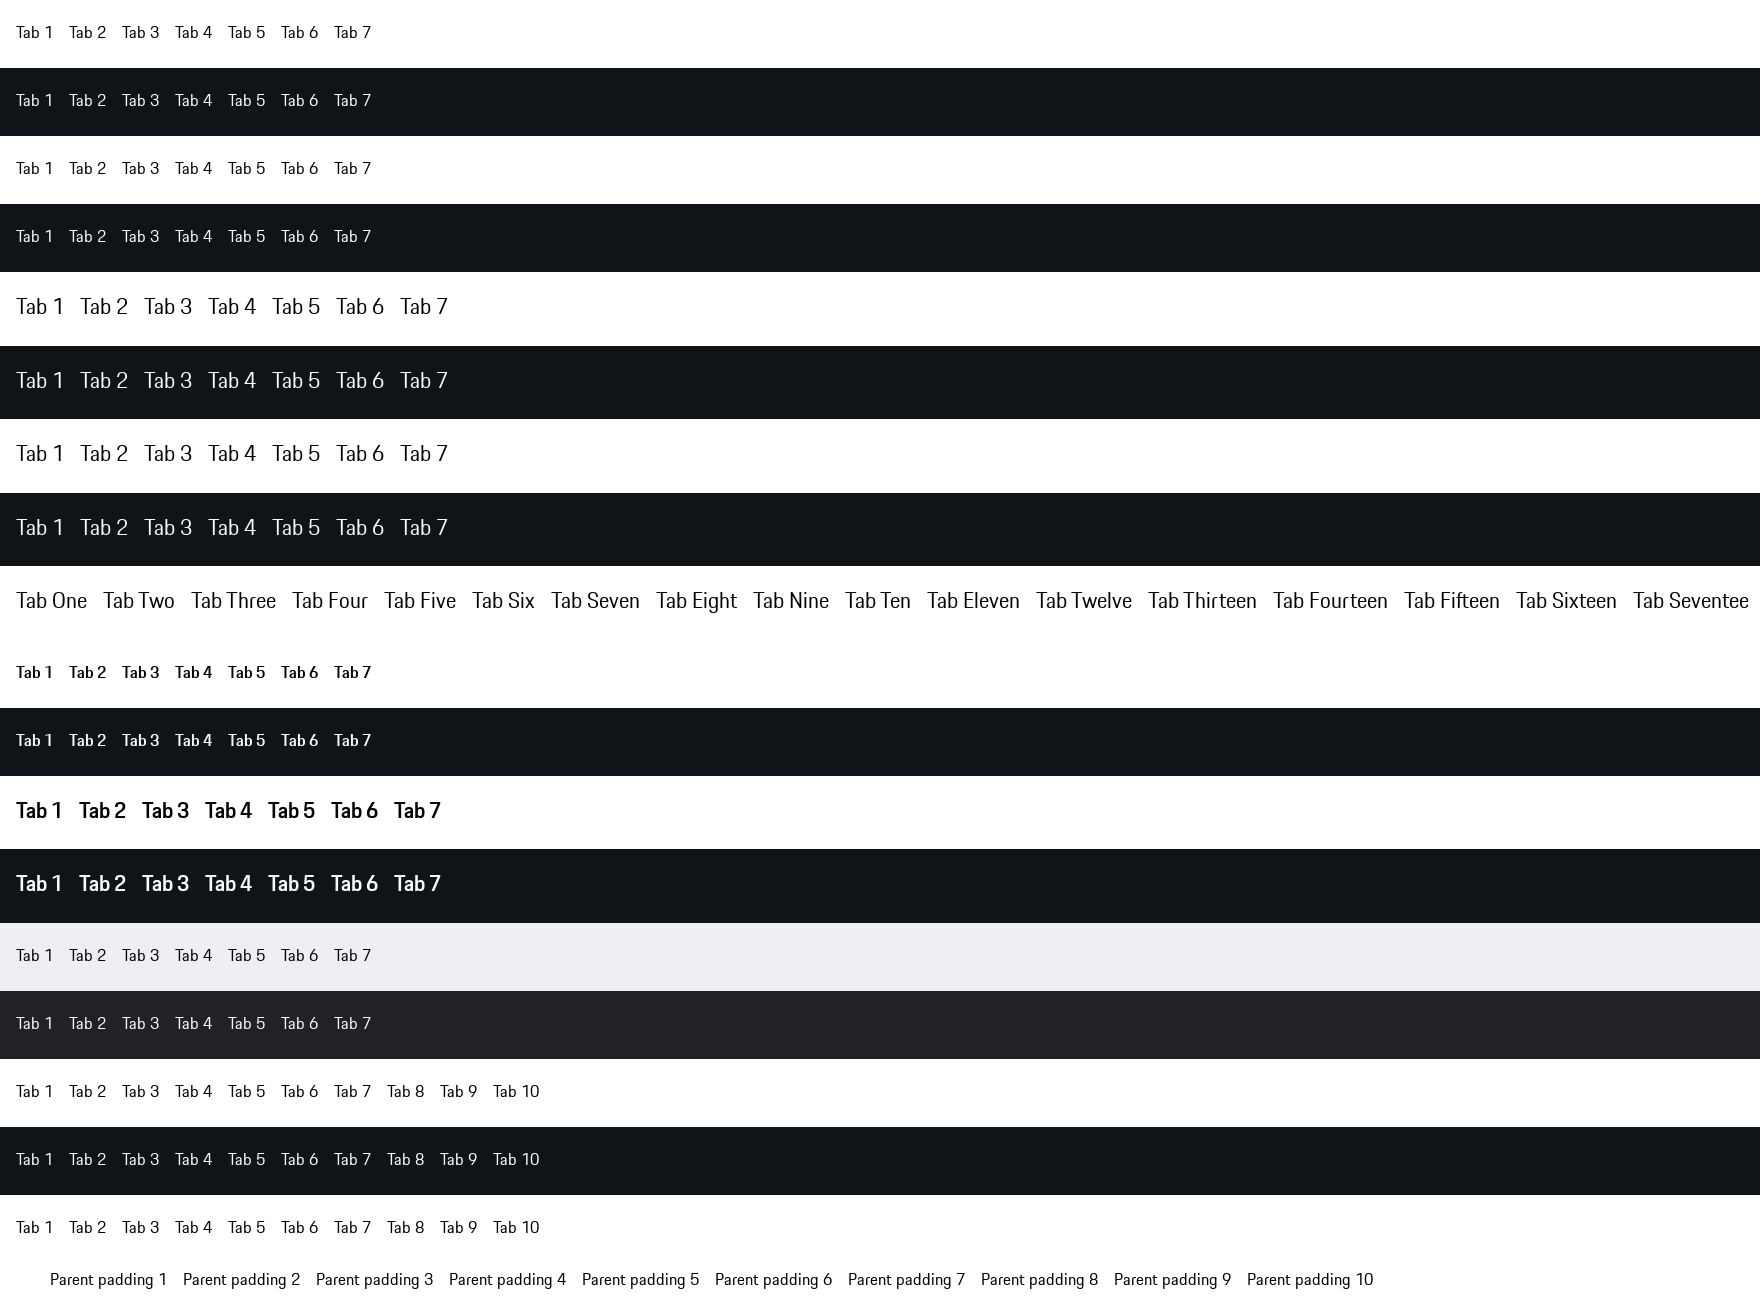 Tab 1 Tab 2 Tab 3 Tab 4 Tab 5 Tab 6 Tab 7
Tab 1 Tab 2 Tab 3 Tab 4 Tab 5 Tab 6 Tab 7
Tab 1 Tab 2 Tab 3 Tab 4 Tab 5 Tab 6 Tab 7
Tab 1 Tab 2 Tab 3 Tab 4 Tab 5 Tab 6 Tab 7
Tab 1 Tab 2 Tab 3 Tab 4 Tab 5 Tab 6 Tab 7
Tab 1 Tab 2 Tab 3 Tab 4 Tab 5 Tab 6 Tab 7
Tab 1 Tab 2 Tab 3 Tab 4 Tab 5 Tab 6 Tab 7
Tab 1 Tab 2 Tab 3 Tab 4 Tab 5 Tab 6 Tab 7
Tab One Tab Two Tab Three Tab Four Tab Five Tab Six Tab Seven Tab Eight Tab Nine Tab Ten Tab Eleven Tab Twelve Tab Thirteen Tab Fourteen Tab Fifteen Tab Sixteen Tab Seventee
Tab 1 Tab 2 Tab 3 Tab 4 Tab 5 Tab 6 Tab 7
Tab 1 Tab 2 Tab 3 Tab 4 Tab 5 Tab 6 Tab 7
Tab 1 Tab 2 Tab 3 Tab 4 Tab 5 Tab 6 Tab 7
Tab 1 Tab 2 Tab 3 Tab 4 Tab 5 Tab 6 Tab 7
Tab 1 Tab 2 Tab 3 Tab 4 Tab 5 Tab 6 Tab 7
Tab 1 Tab 2 Tab 3 Tab 4 Tab 5 Tab 6 Tab 7
Tab 1 Tab 2 Tab 3 Tab 4 Tab 5 Tab 6 Tab 7 Tab 8 Tab 9 Tab 10
Tab 1 Tab 2 Tab 3 Tab 4 Tab 5 Tab 6 Tab 7 Tab 8 Tab 9 Tab 10
Tab 1 Tab 2 Tab 3 Tab 4 Tab 5 Tab 6 Tab 7 Tab 8 Tab 9 Tab 10
Parent padding 1 Parent padding 2 Parent padding 3 Parent padding 4 Parent padding 5 Parent padding 6 Parent padding 7 Parent padding 8 Parent padding 9 Parent padding 10